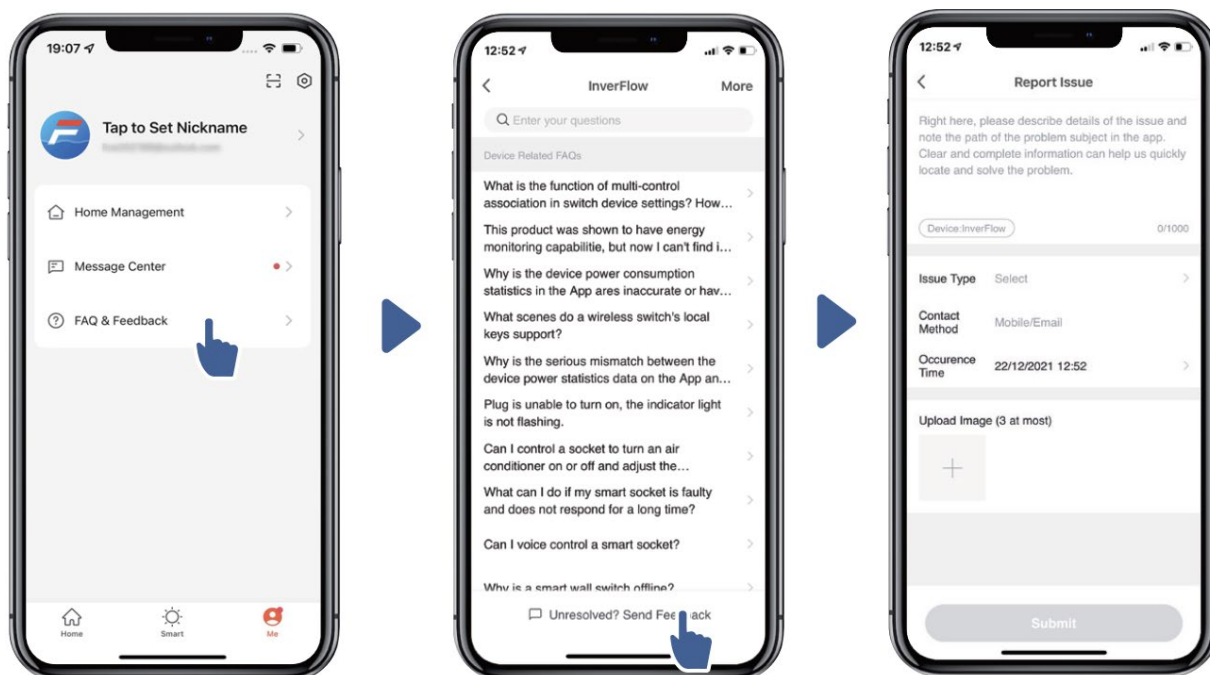 19:07
Tap to Set Nickname
Home Management
Message Center
FAQ & Feedback
Home
Smart
Me
12:52
InverFlow
More
Enter your questions
Device Related FAQs
What is the function of multi-control
association in switch device settings? How...
This product was shown to have energy
monitoring capabilitie, but now I can't find i...
Why is the device power consumption
statistics in the App ares inaccurate or hav...
What scenes do a wireless switch's local
keys support?
Why is the serious mismatch between the
device power statistics data on the App an...
Plug is unable to turn on, the indicator light
is not flashing.
Can I control a socket to turn an air
conditioner on or off and adjust the...
What can I do if my smart socket is faulty
and does not respond for a long time?
Can I voice control a smart socket?
Why is a smart wall switch offline?
Unresolved? Send Feedback
12:52
Report Issue
Right here, please describe details of the issue and
note the path of the problem subject in the app.
Clear and complete information can help us quickly
locate and solve the problem.
Device:InverFlow
0/1000
Issue Type Select
Contact
Method
Mobile/Email
Occurence
Time
22/12/2021 12:52
Upload Image (3 at most)
Submit